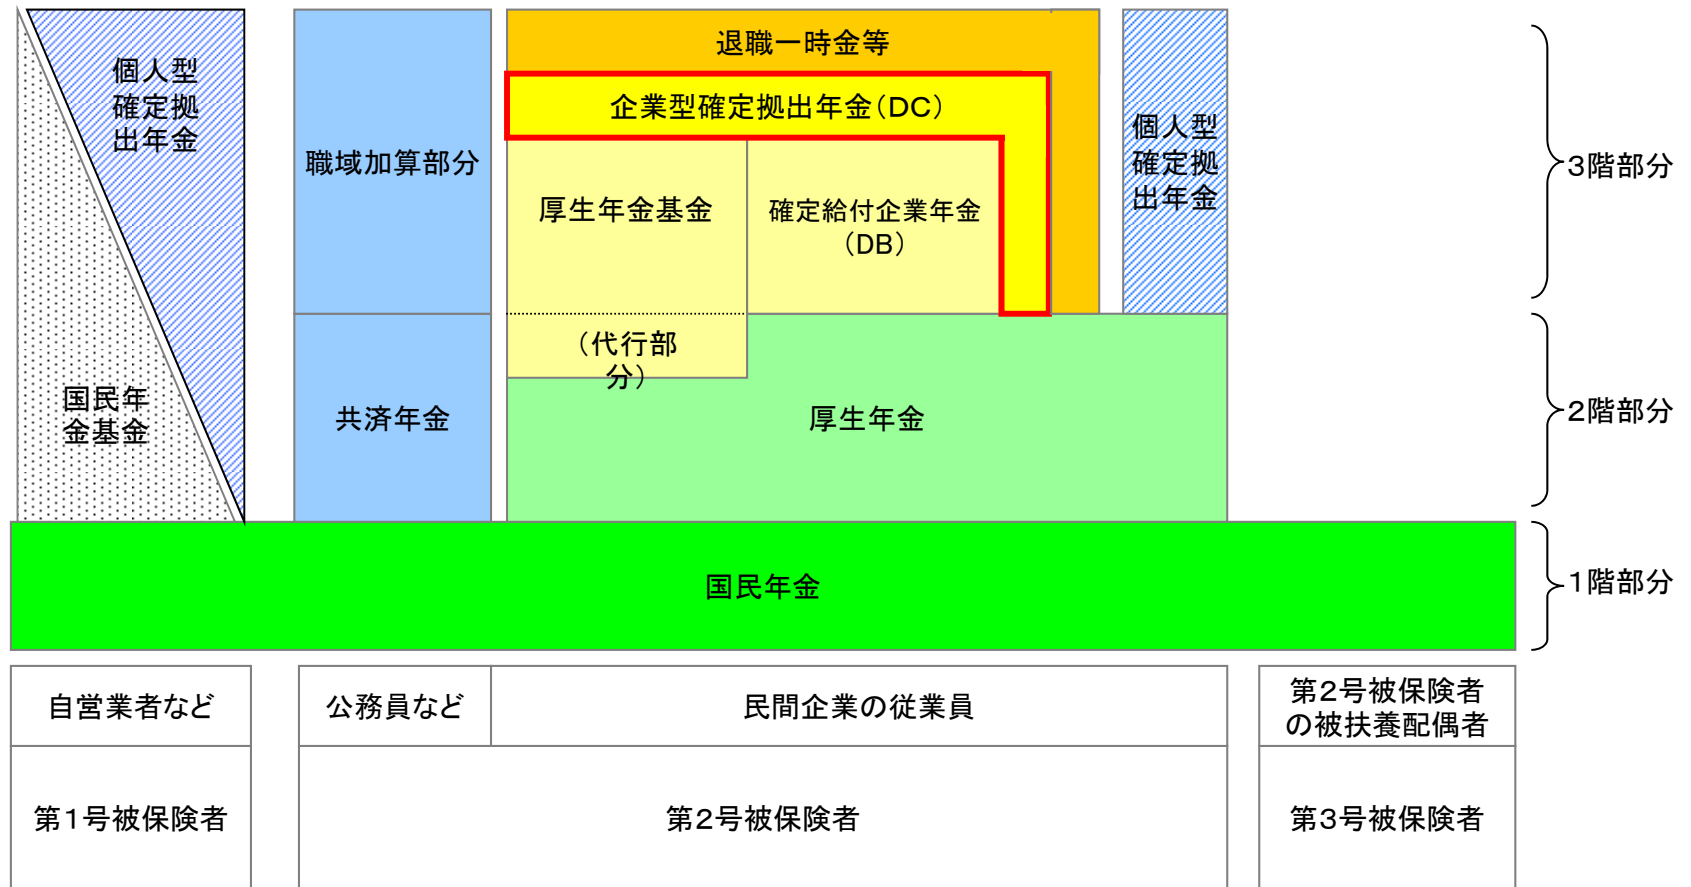 退職一時金等
個人型
確定拠
出年金
企業型確定拠出年金(DC)
個人型
確定拠
出年金
職域加算部分
3階部分
厚生年金基金
確定給付企業年金
(DB)
(代行部
分)
国民年
金基金
共済年金
厚生年金
2階部分
国民年金
1階部分
自営業者など
公務員など
民間企業の従業員
第2号被保険者
の被扶養配偶者
第1号被保険者
第2号被保険者
第3号被保険者